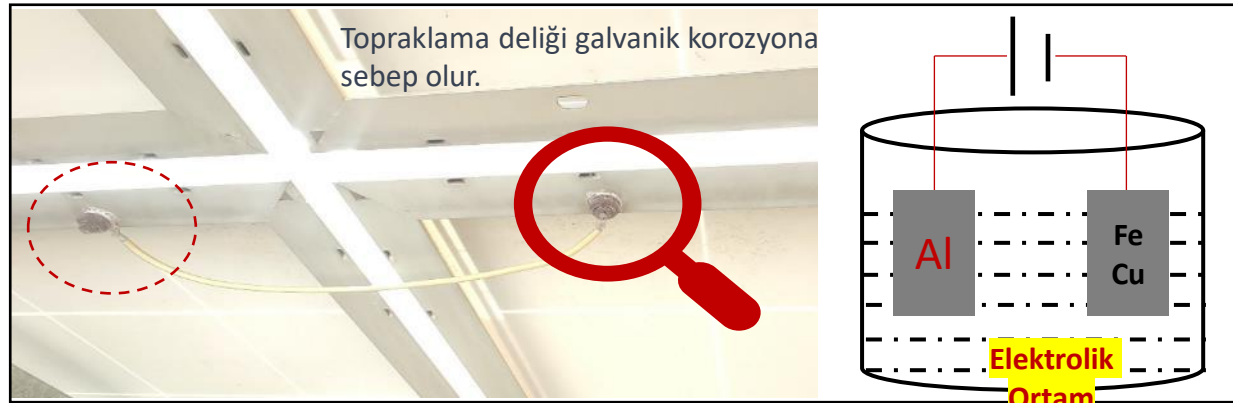 Topraklama deliği galvanik korozyona
sebep olur.
Al
Fe
Cu
Elektrolik
Ortam